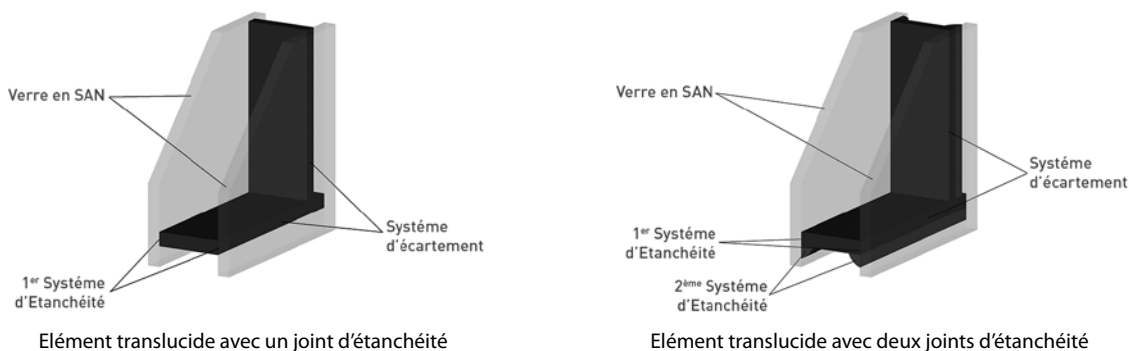 Verre en SAN
Systéme
d'écartement
1er Systéme
d'Etanchéité
Elément translucide avec un joint d'étanchéité
Verre en SAN
Systéme
d'écartement
1er Systéme
d'Etanchéité
2ème Systéme
d'Etanchéité
Elément translucide avec deux joints d'étanchéité